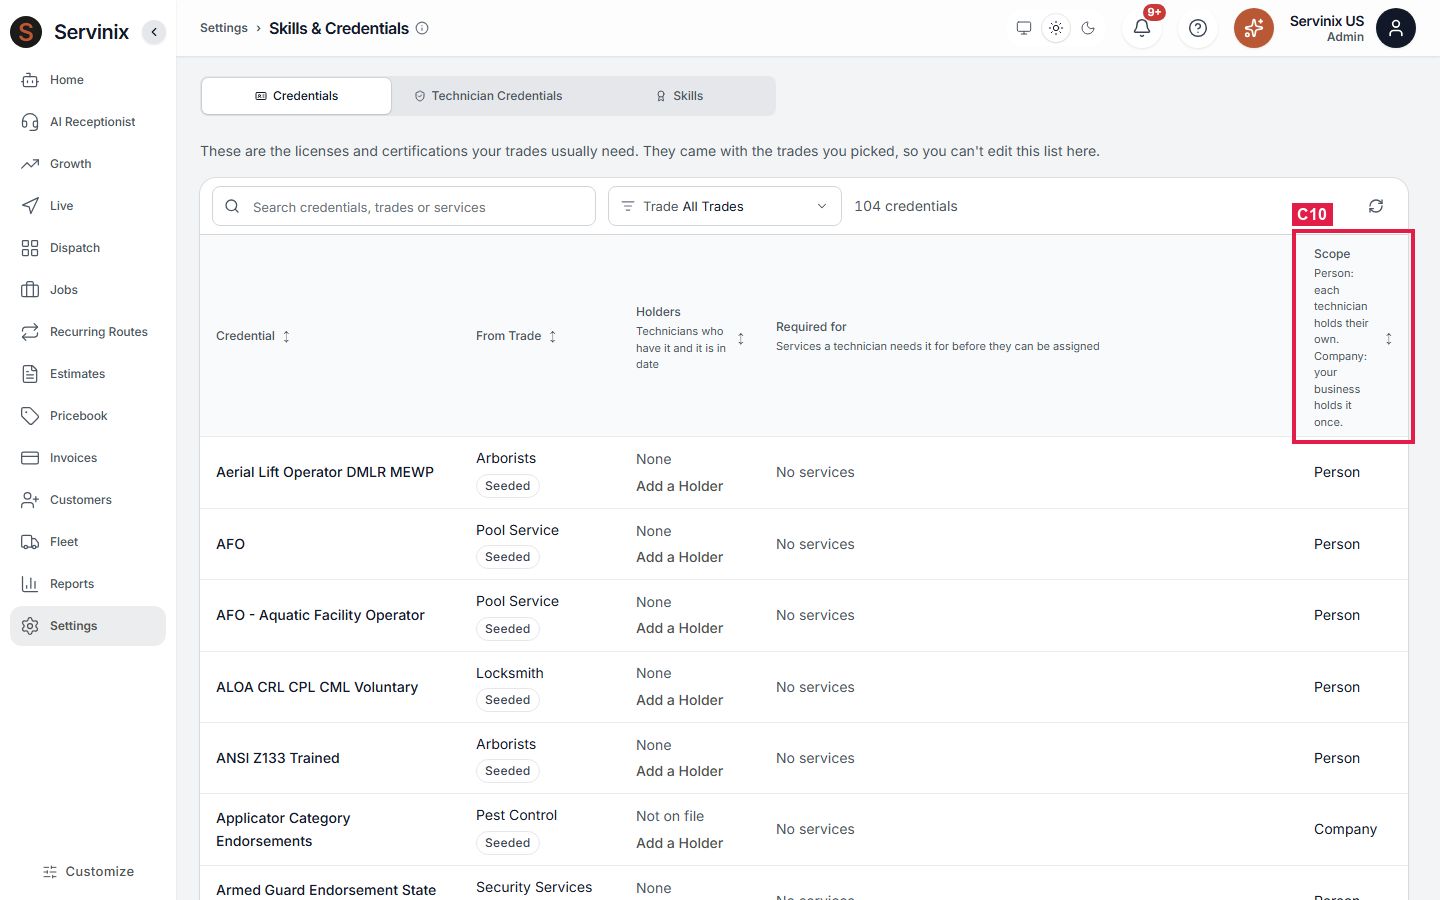 Servinix
Settings › Skills & Credentials
9+
Servinix US
Admin
Home
AI Receptionist
Growth
Live
Dispatch
Jobs
Recurring Routes
Estimates
Pricebook
Invoices
Customers
Fleet
Reports
Settings
Customize
Credentials
Technician Credentials
Skills
These are the licenses and certifications your trades usually need. They came with the trades you picked, so you can't edit this list here.
Search credentials, trades or services
Trade All Trades
104 credentials
C10
Credential
From Trade
Holders
Technicians who
have it and it is in
date
Required for
Services a technician needs it for before they can be assigned
Scope
Person:
each
technician
holds their
own.
Company:
your
business
holds it
once.
Aerial Lift Operator DMLR MEWP
Arborists
Seeded
None
Add a Holder
No services
Person
AFO
Pool Service
Seeded
None
Add a Holder
No services
Person
AFO - Aquatic Facility Operator
Pool Service
Seeded
None
Add a Holder
No services
Person
ALOA CRL CPL CML Voluntary
Locksmith
Seeded
None
Add a Holder
No services
Person
ANSI Z133 Trained
Arborists
Seeded
None
Add a Holder
No services
Person
Applicator Category
Endorsements
Pest Control
Seeded
Not on file
Add a Holder
No services
Company
Armed Guard Endorsement State
Security Services
None
No services
Person